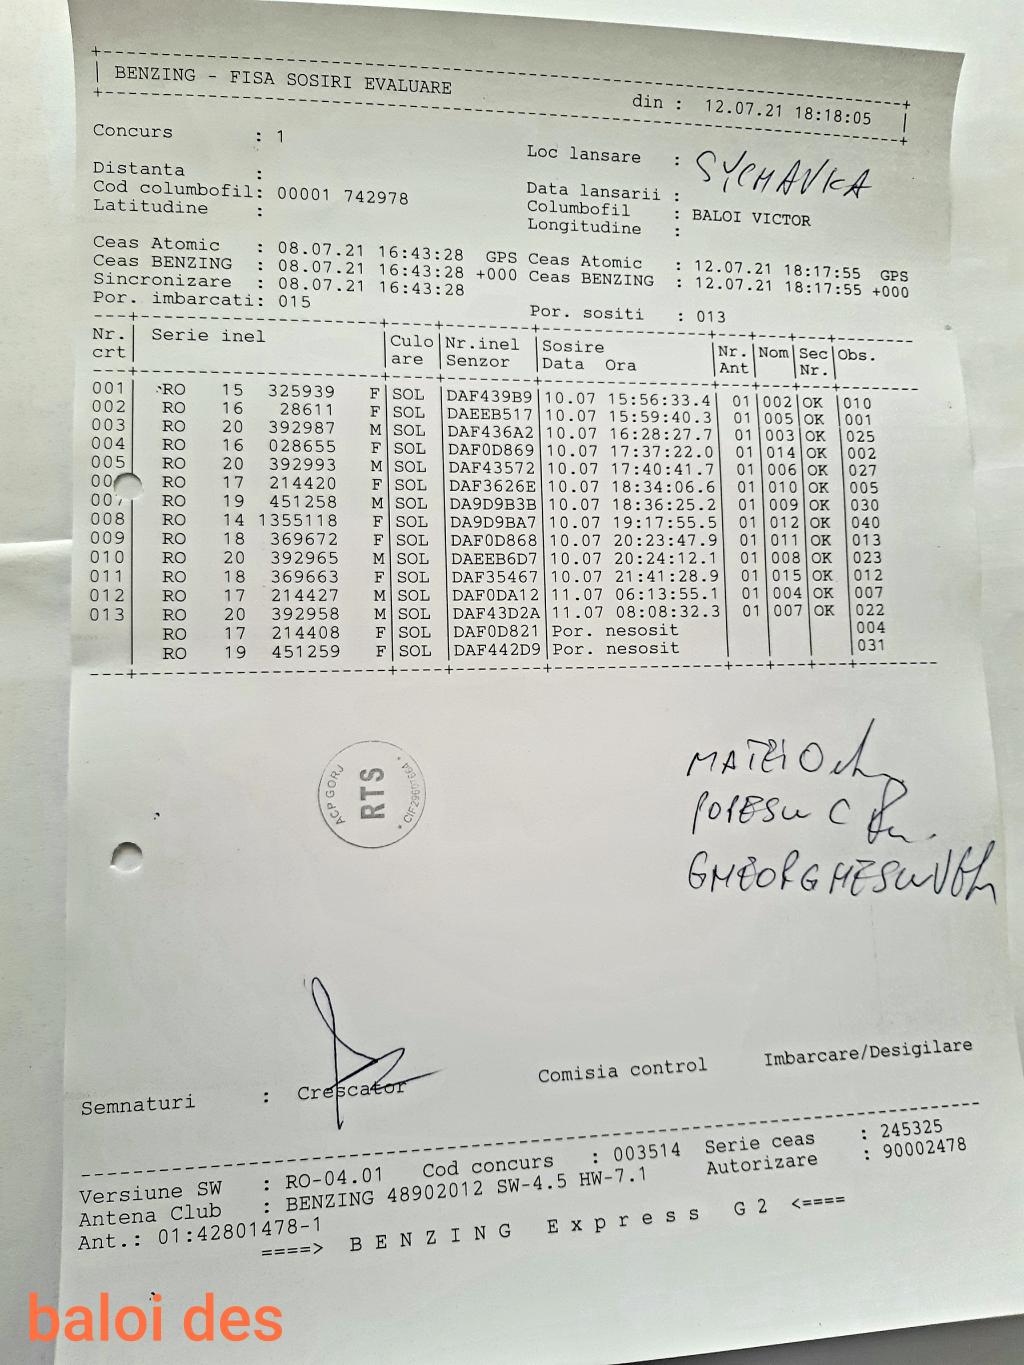 BENZING - FISA SOSIRI EVALUARE din : 12.07.21 18:18:05
Concurs : 1 Loc lansare : SYCHAVKA
Distanta : Data lansarii :
Cod columbofil: 00001 742978 Columbofil : BALOI VICTOR
Latitudine : Longitudine :
Ceas Atomic : 08.07.21 16:43:28 GPS Ceas Atomic : 12.07.21 18:17:55 GPS
Ceas BENZING : 08.07.21 16:43:28 +000 Ceas BENZING : 12.07.21 18:17:55 +000
Sincronizare : 08.07.21 16:43:28
Por. imbarcati: 015 Por. sositi : 013
Nr. Serie inel Culo Nr.inel Sosire Nr. Nom Sec Obs.
crt are Senzor Data Ora Ant Nr.
001 RO 15 325939 F SOL DAF439B9 10.07 15:56:33.4 01 002 OK 010
002 RO 16 28611 F SOL DAEEB517 10.07 15:59:40.3 01 005 OK 001
003 RO 20 392987 M SOL DAF436A2 10.07 16:28:27.7 01 003 OK 025
004 RO 16 028655 F SOL DAF0D869 10.07 17:37:22.0 01 014 OK 002
005 RO 20 392993 M SOL DAF43572 10.07 17:40:41.7 01 006 OK 027
00 RO 17 214420 F SOL DAF3626E 10.07 18:34:06.6 01 010 OK 005
007 RO 19 451258 M SOL DA9D9B3B 10.07 18:36:25.2 01 009 OK 030
008 RO 14 1355118 F SOL DA9D9BA7 10.07 19:17:55.5 01 012 OK 040
009 RO 18 369672 F SOL DAF0D868 10.07 20:23:47.9 01 011 OK 013
010 RO 20 392965 M SOL DAEEB6D7 10.07 20:24:12.1 01 008 OK 023
011 RO 18 369663 F SOL DAF35467 10.07 21:41:28.9 01 015 OK 012
012 RO 17 214427 M SOL DAF0DA12 11.07 06:13:55.1 01 004 OK 007
013 RO 20 392958 M SOL DAF43D2A 11.07 08:08:32.3 01 007 OK 022
RO 17 214408 F SOL DAF0D821 Por. nesosit 004
RO 19 451259 F SOL DAF442D9 Por. nesosit 031
ACP GORJ
RTS
MATEI O
POPESCU C
GHEORGHESCU V
Semnaturi : Crescator Comisia control Imbarcare/Desigilare
Versiune SW : RO-04.01 Cod concurs : 003514 Serie ceas : 245325
Antena Club : BENZING 48902012 SW-4.5 HW-7.1 Autorizare : 90002478
Ant.: 01:42801478-1
====> B E N Z I N G E x p r e s s G 2 <====
baloi des